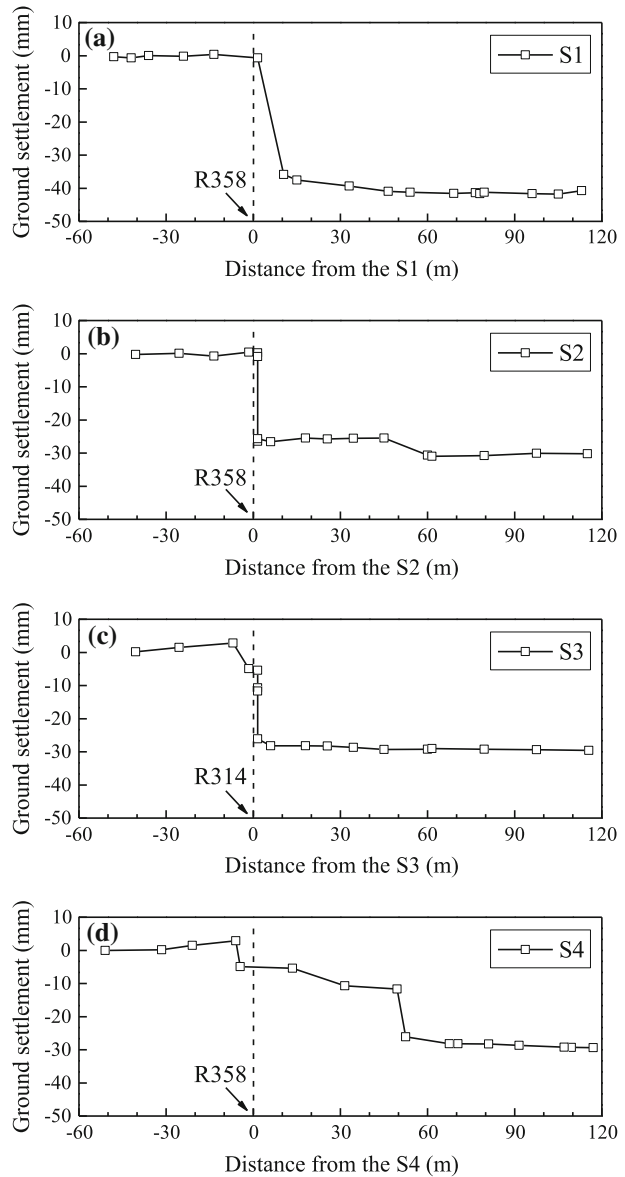 (a)
S1
Ground settlement (mm)
10
0
-10
-20
-30
-40
-50
R358
-60 -30 0 30 60 90 120
Distance from the S1 (m)
(b)
S2
Ground settlement (mm)
10
0
-10
-20
-30
-40
-50
R358
-60 -30 0 30 60 90 120
Distance from the S2 (m)
(c)
S3
Ground settlement (mm)
10
0
-10
-20
-30
-40
-50
R314
-60 -30 0 30 60 90 120
Distance from the S3 (m)
(d)
S4
Ground settlement (mm)
10
0
-10
-20
-30
-40
-50
R358
-60 -30 0 30 60 90 120
Distance from the S4 (m)